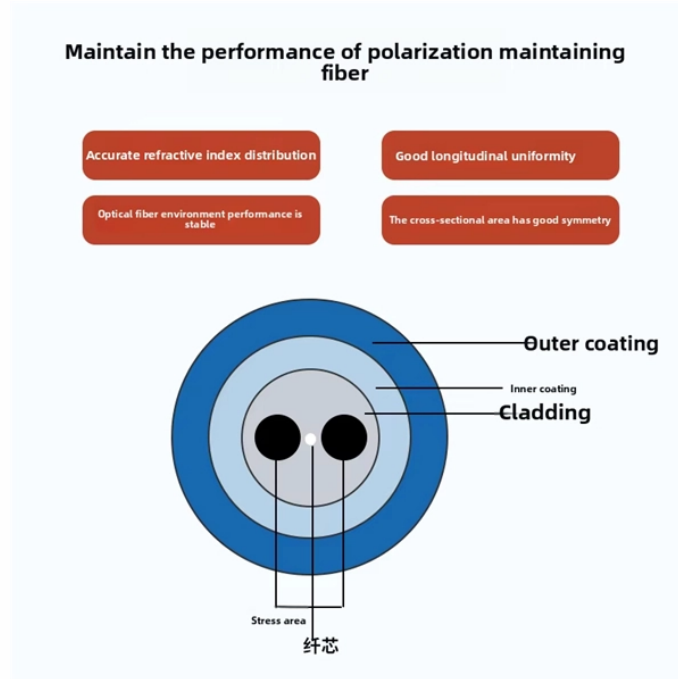 Maintain the performance of polarization maintaining
fiber
Accurate refractive index distribution
Good longitudinal uniformity
Optical fiber environment performance is
stable
The cross-sectional area has good symmetry
Outer coating
Inner coating
Cladding
Stress area
纤芯